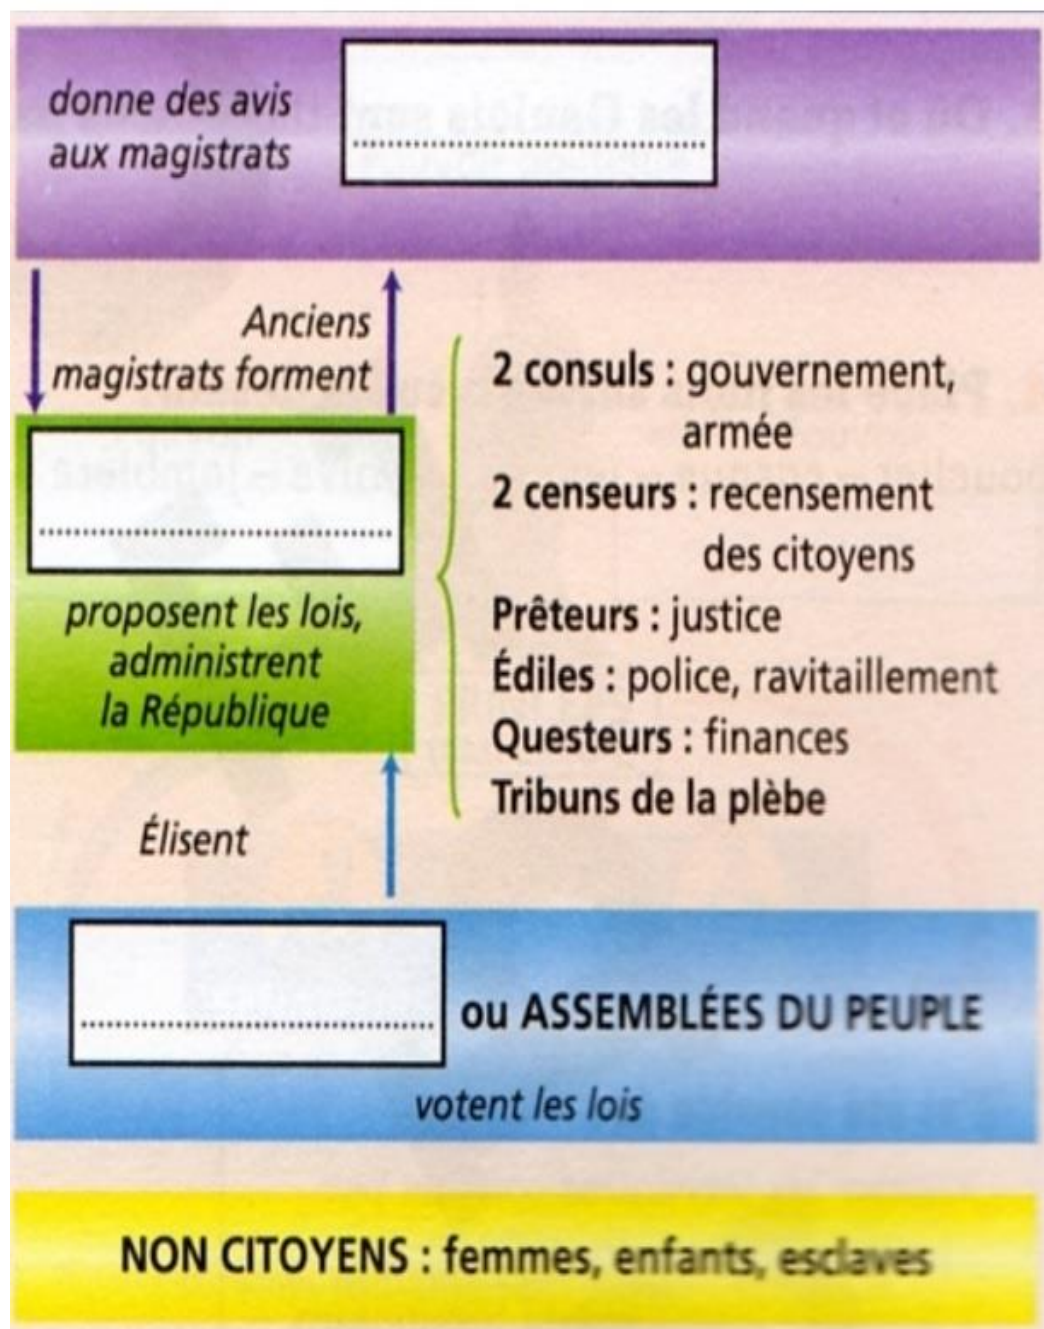 donne des avis
aux magistrats
Anciens
magistrats forment
proposent les lois,
administrent
la République
2 consuls : gouvernement,
armée
2 censeurs : recensement
des citoyens
Prêteurs : justice
Édiles : police, ravitaillement
Questeurs : finances
Tribuns de la plèbe
Élisent
ou ASSEMBLÉES DU PEUPLE
votent les lois
NON CITOYENS : femmes, enfants, esclaves